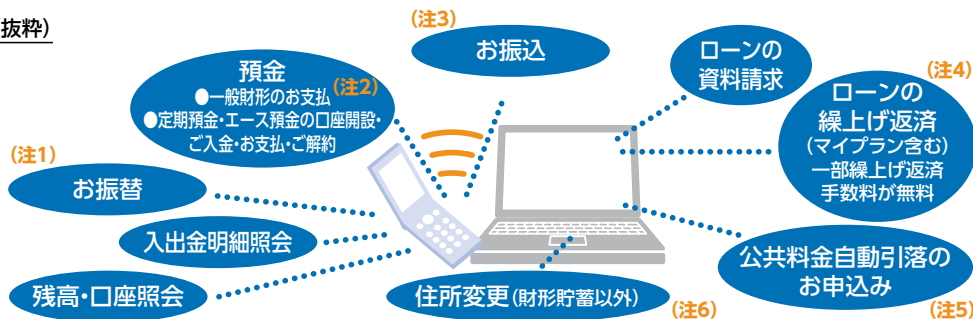 抜粋）
（注3）
お振込
ローンの
資料請求
預金
●一般財形のお支払（注2）
●定期預金・エース預金の口座開設・
ご入金・お支払・ご解約
（注4）
ローンの
繰上げ返済
（マイプラン含む）
一部繰上げ返済
手数料が無料
（注1）
お振替
入出金明細照会
残高・口座照会
住所変更（財形貯蓄以外）
（注6）
公共料金自動引落の
お申込み
（注5）